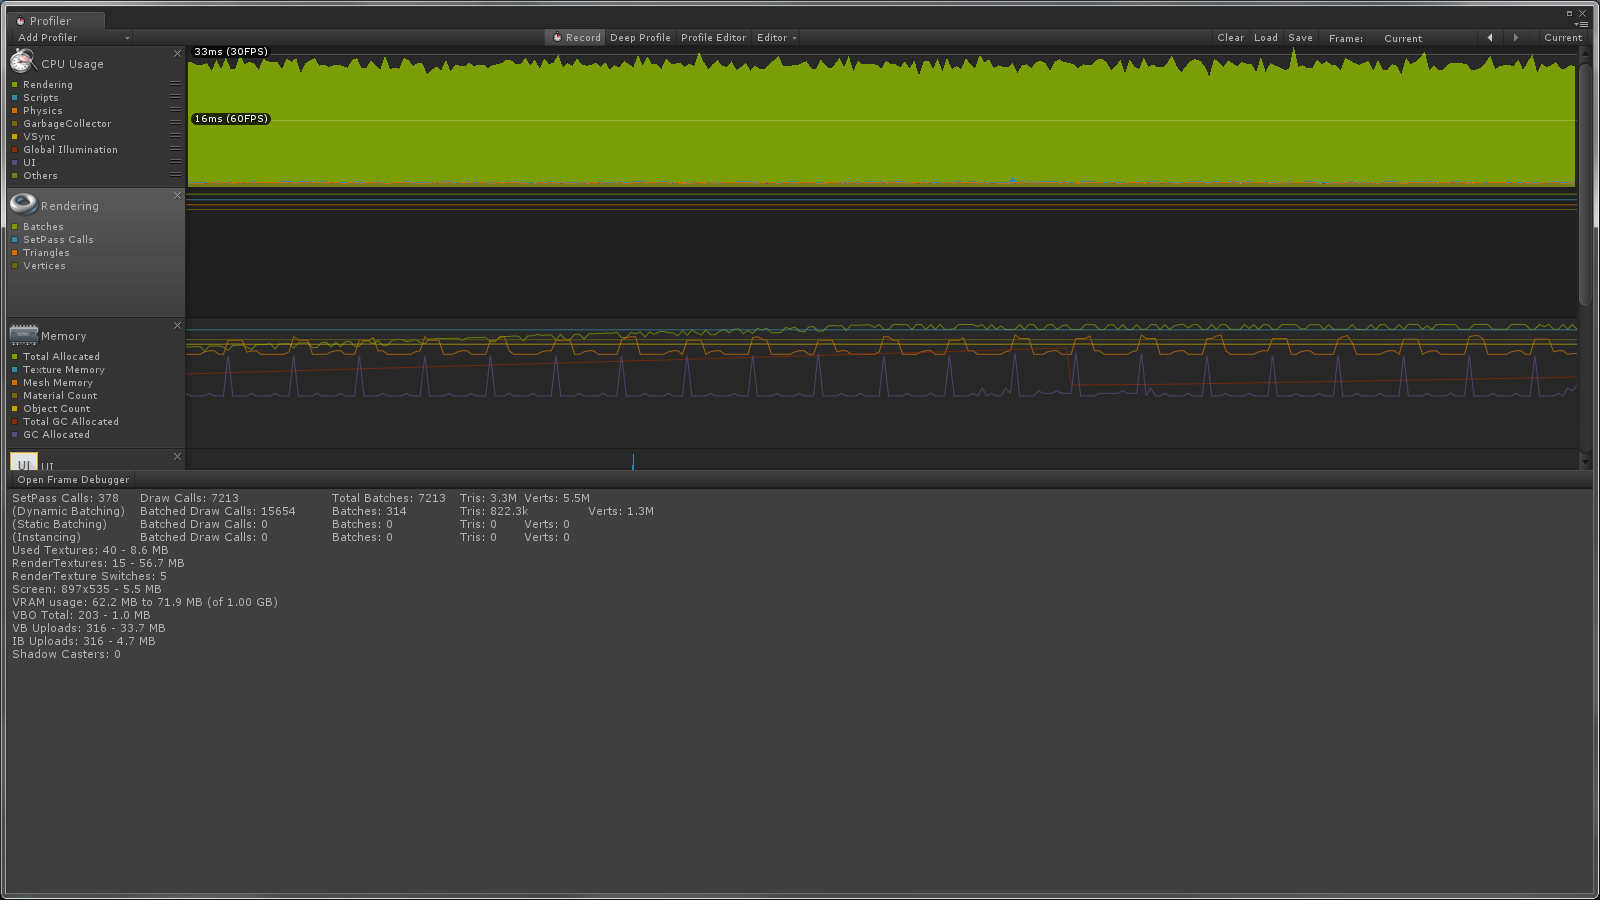 Profiler
Add Profiler
Record
Deep Profile
Profile Editor
Editor
Clear
Load
Save
Frame:
Current
Current
CPU Usage
Rendering
Scripts
Physics
GarbageCollector
VSync
Global Illumination
UI
Others
33ms (30FPS)
16ms (60FPS)
Rendering
Batches
SetPass Calls
Triangles
Vertices
Memory
Total Allocated
Texture Memory
Mesh Memory
Material Count
Object Count
Total GC Allocated
GC Allocated
UI
UI
Open Frame Debugger
SetPass Calls: 378 Draw Calls: 7213 Total Batches: 7213 Tris: 3.3M Verts: 5.5M
(Dynamic Batching) Batched Draw Calls: 15654 Batches: 314 Tris: 822.3k Verts: 1.3M
(Static Batching) Batched Draw Calls: 0 Batches: 0 Tris: 0 Verts: 0
(Instancing) Batched Draw Calls: 0 Batches: 0 Tris: 0 Verts: 0
Used Textures: 40 - 8.6 MB
RenderTextures: 15 - 56.7 MB
RenderTexture Switches: 5
Screen: 897x535 - 5.5 MB
VRAM usage: 62.2 MB to 71.9 MB (of 1.00 GB)
VBO Total: 203 - 1.0 MB
VB Uploads: 316 - 33.7 MB
IB Uploads: 316 - 4.7 MB
Shadow Casters: 0